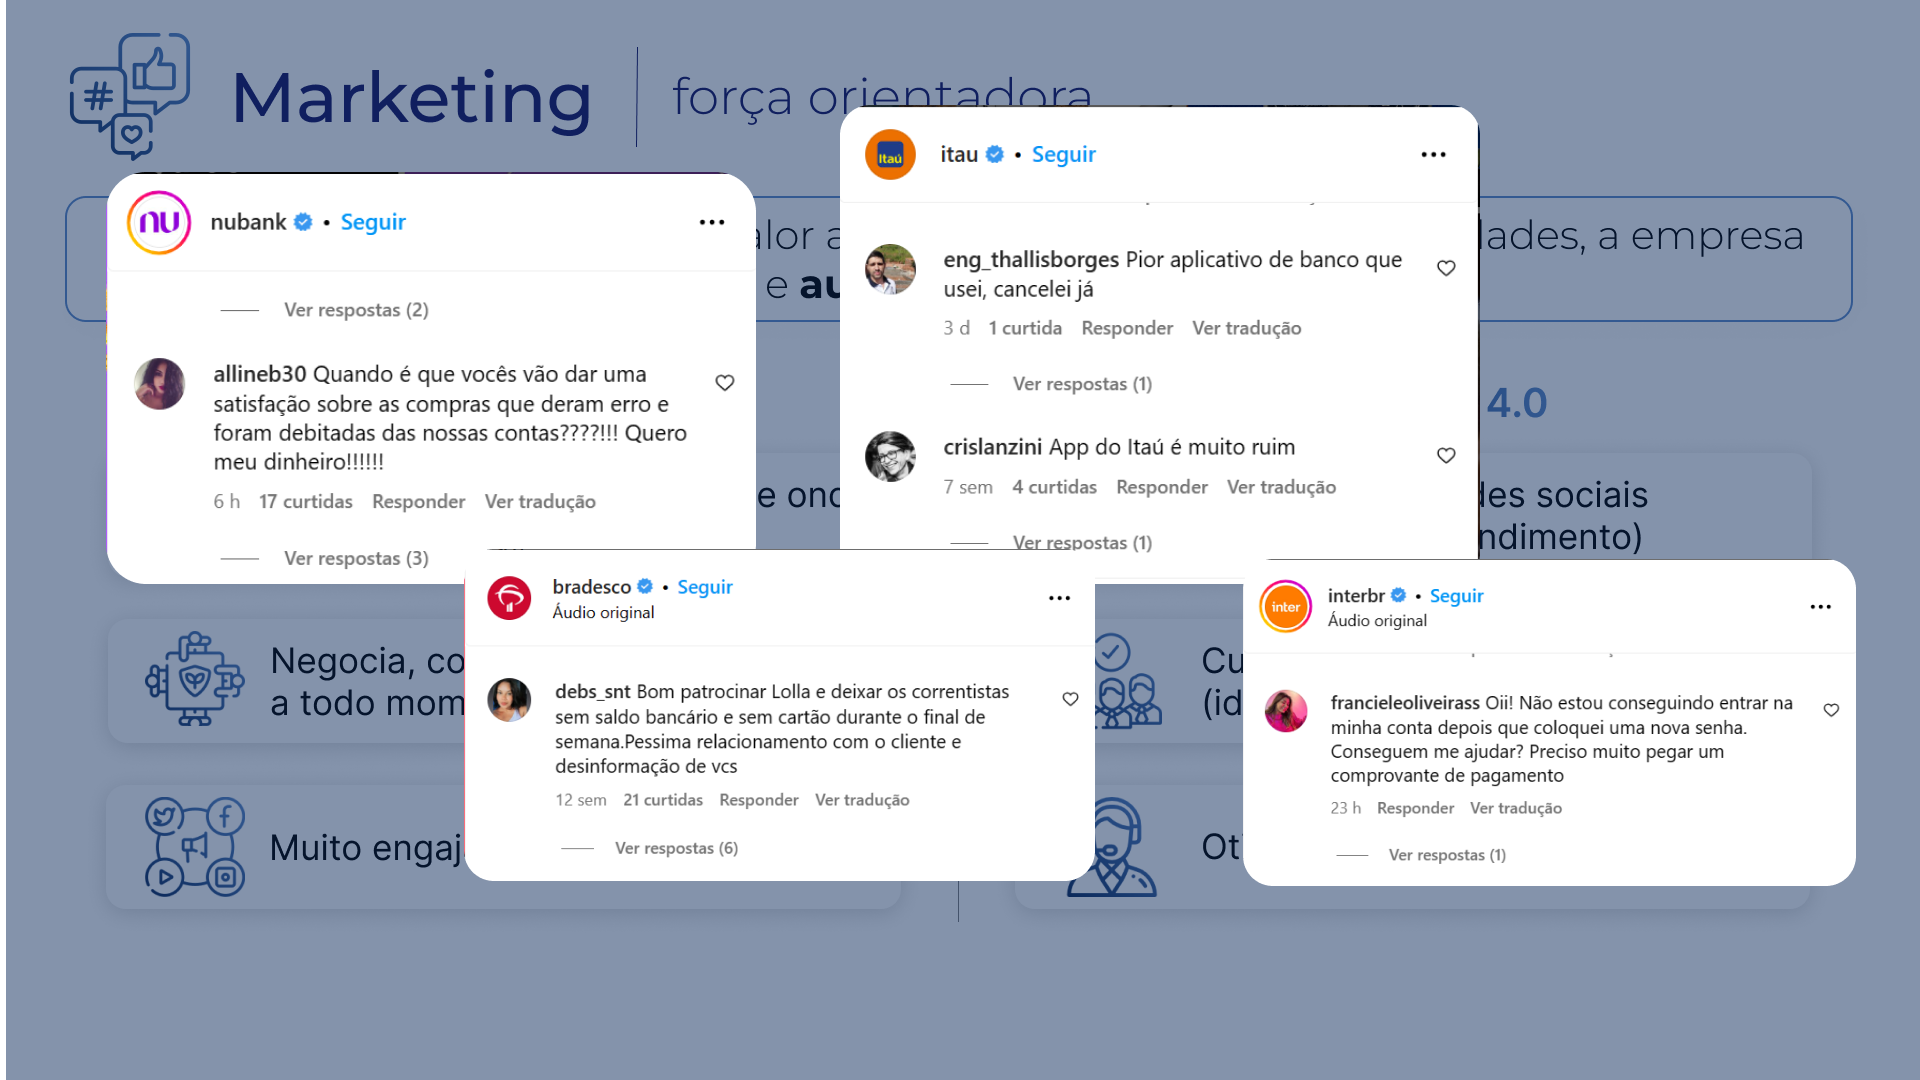 Marketing
força orientadora
nubank • Seguir
Ver respostas (2)
allineb30 Quando é que vocês vão dar uma
satisfação sobre as compras que deram erro e
foram debitadas das nossas contas????!!! Quero
meu dinheiro!!!!!!
6 h 17 curtidas Responder Ver tradução
Ver respostas (3)
Itaú
itau • Seguir
eng_thallisborges Pior aplicativo de banco que
usei, cancelei já
3 d 1 curtida Responder Ver tradução
Ver respostas (1)
crislanzini App do Itaú é muito ruim
7 sem 4 curtidas Responder Ver tradução
Ver respostas (1)
a empresa
e
4.0
sociais
Negocia,
a todo
Muito
bradesco • Seguir
Áudio original
debs_snt Bom patrocinar Lolla e deixar os correntistas
sem saldo bancário e sem cartão durante o final de
semana.Pessima relacionamento com o cliente e
desinformação de vcs
12 sem 21 curtidas Responder Ver tradução
Ver respostas (6)
inter
interbr • Seguir
Áudio original
francieleoliveirass Oii! Não estou conseguindo entrar na
minha conta depois que coloquei uma nova senha.
Conseguem me ajudar? Preciso muito pegar um
comprovante de pagamento
23 h Responder Ver tradução
Ver respostas (1)